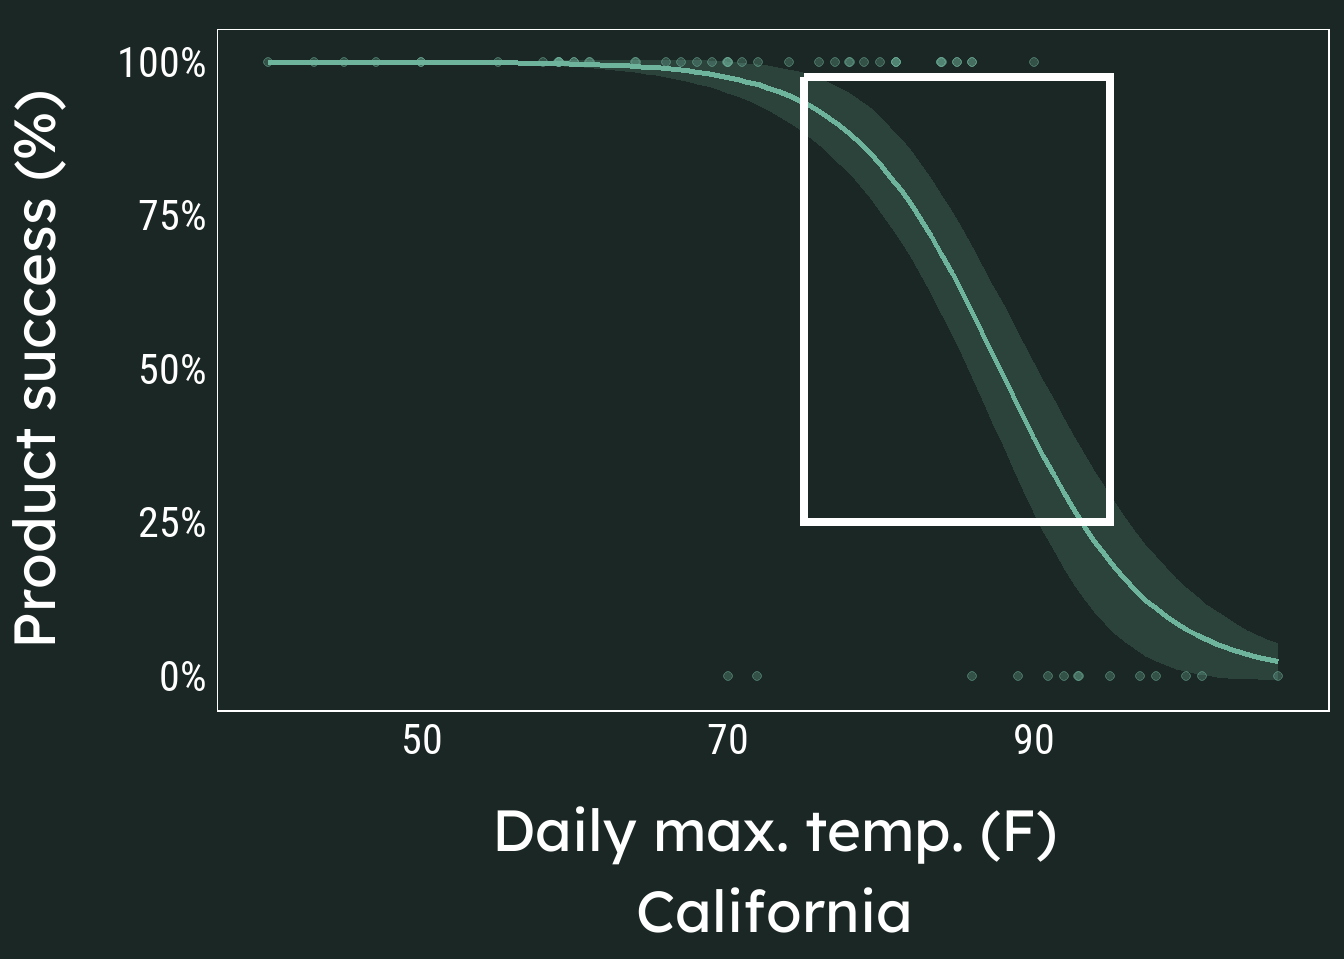 Product success (%)
100%
75%
50%
25%
0%
50 70 90
Daily max. temp. (F)
California